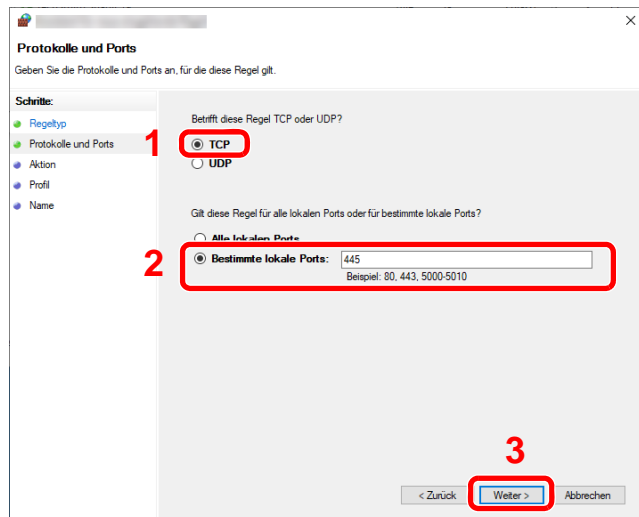 Protokolle und Ports
Geben Sie die Protokolle und Ports an, für die diese Regel gilt.
Schritte:
Regeltyp
Protokolle und Ports
Aktion
Profil
Name
Betrifft diese Regel TCP oder UDP?
1
TCP
UDP
Gilt diese Regel für alle lokalen Ports oder für bestimmte lokale Ports?
Alle lokalen Ports
2
Bestimmte lokale Ports: 445
Beispiel: 80, 443, 5000-5010
3
< Zurück Weiter > Abbrechen